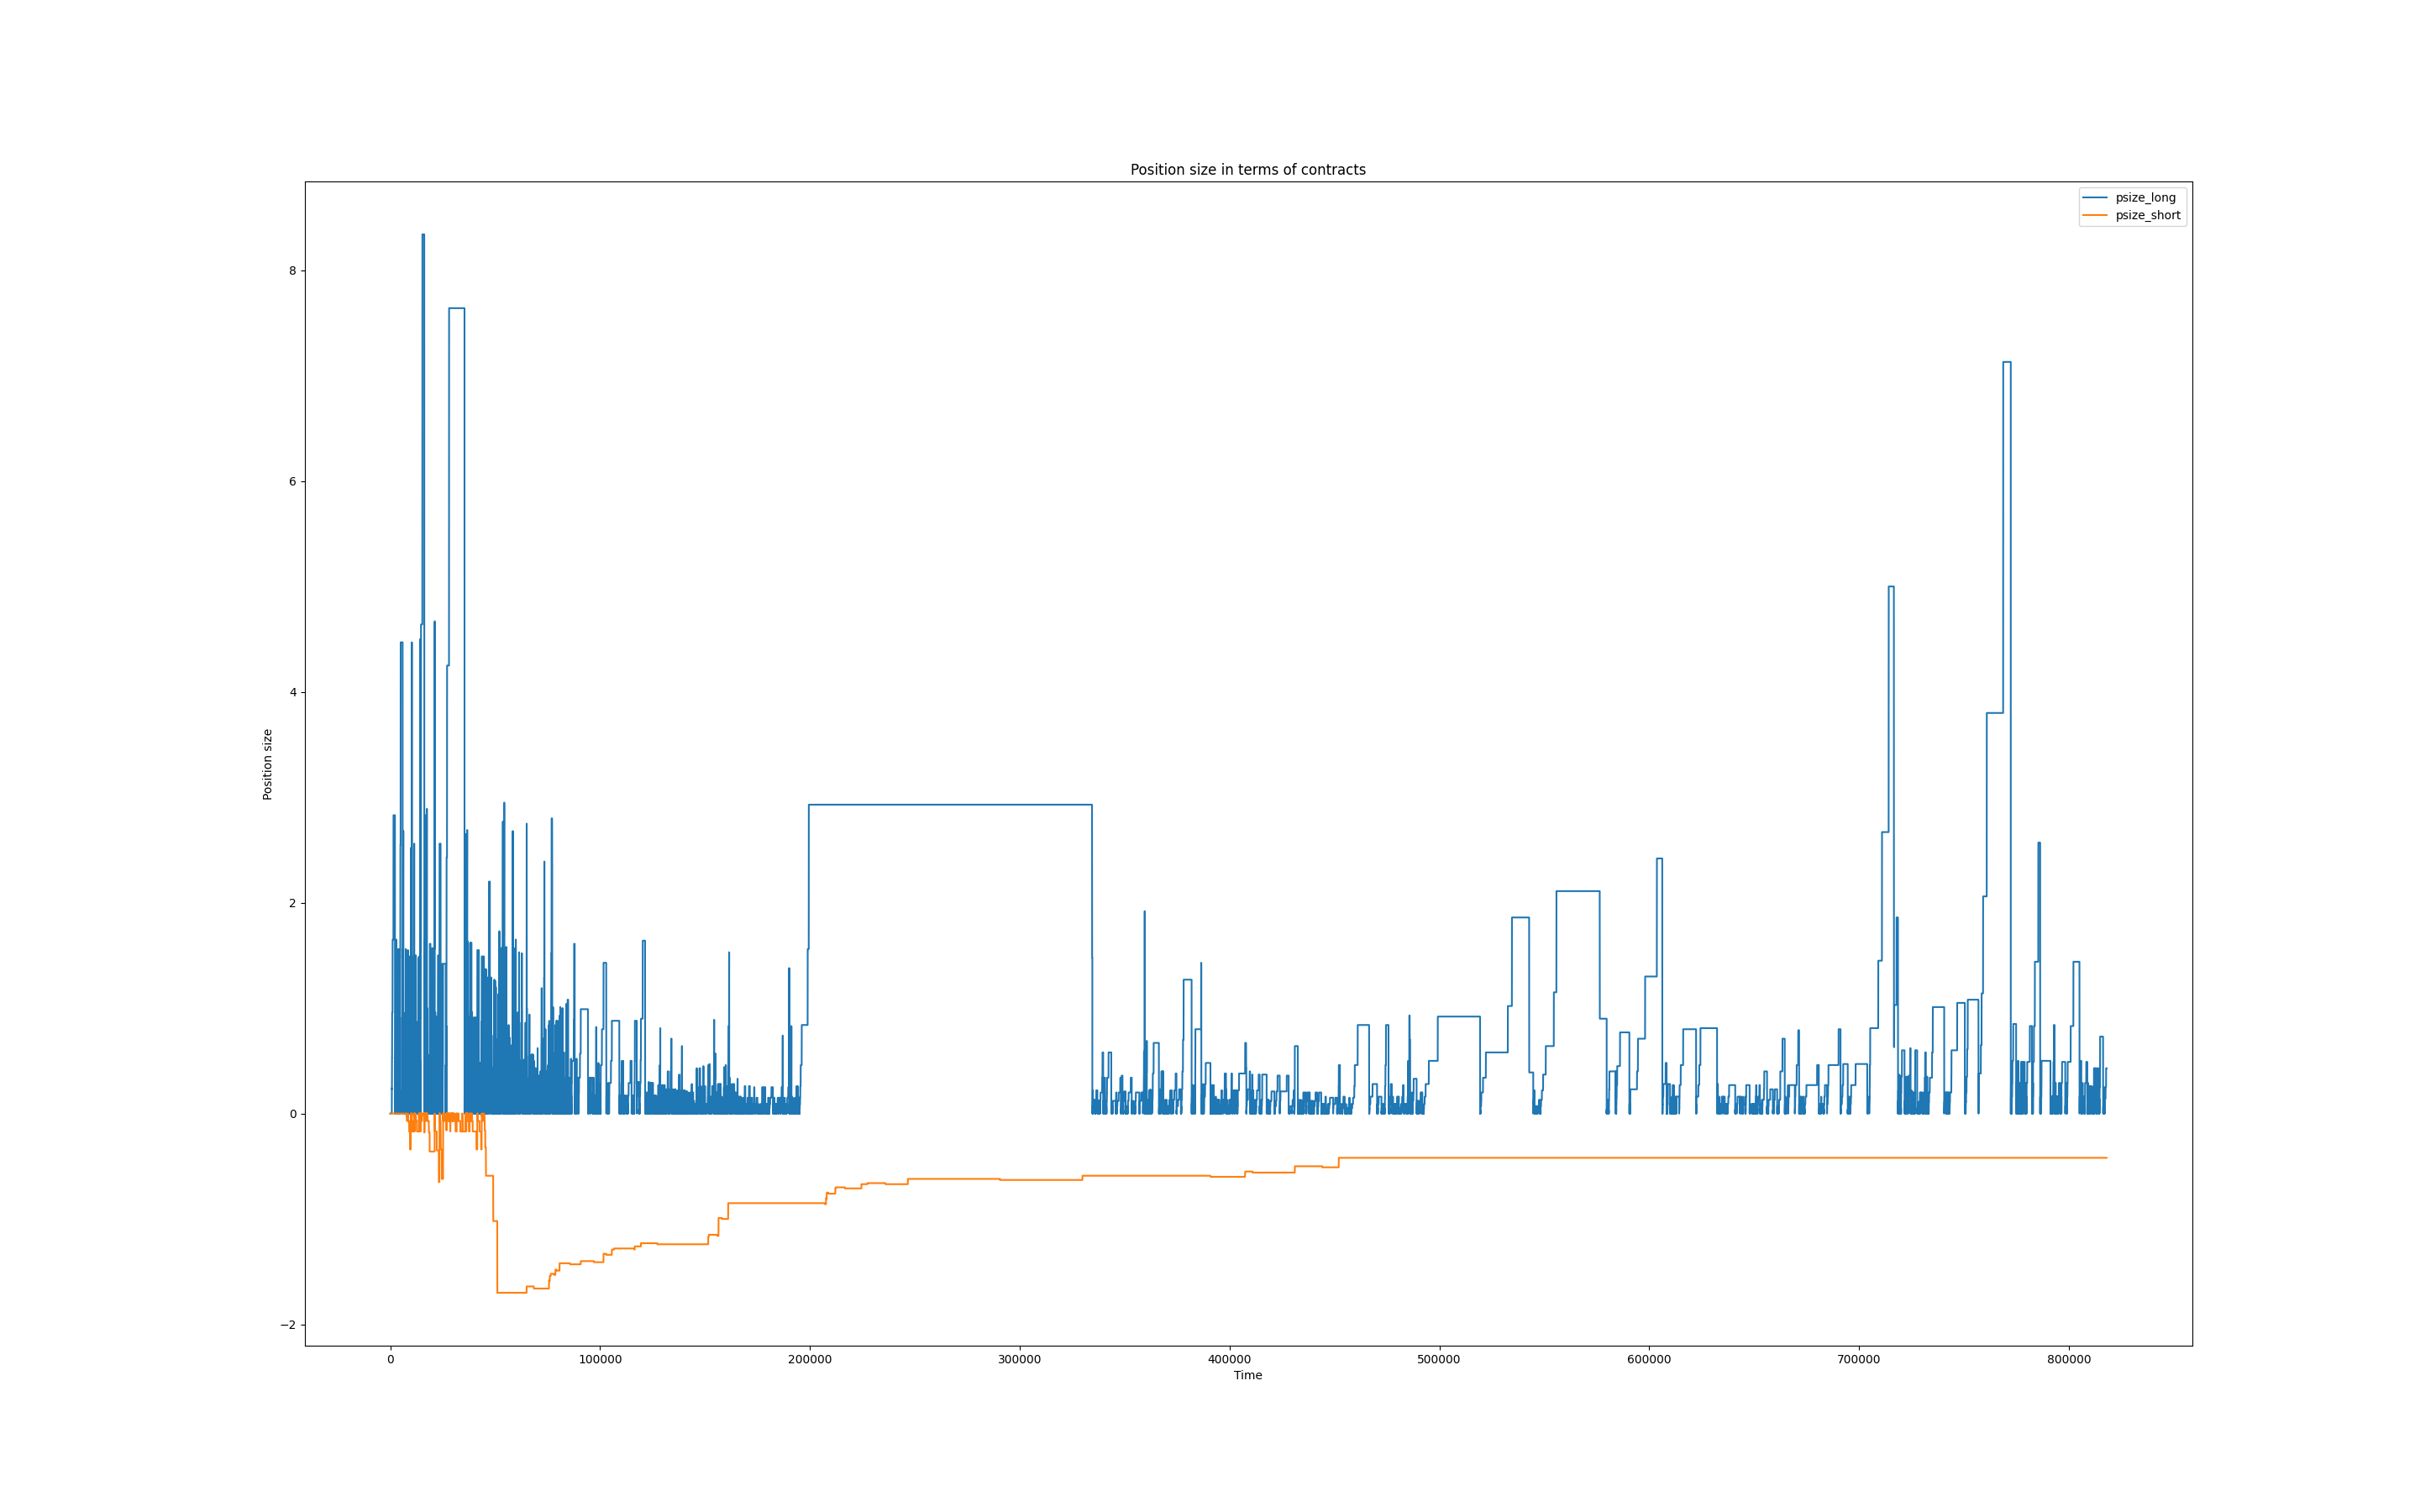 Position size in terms of contracts
psize_long
psize_short
8
6
4
2
0
−2
Position size
0 100000 200000 300000 400000 500000 600000 700000 800000
Time